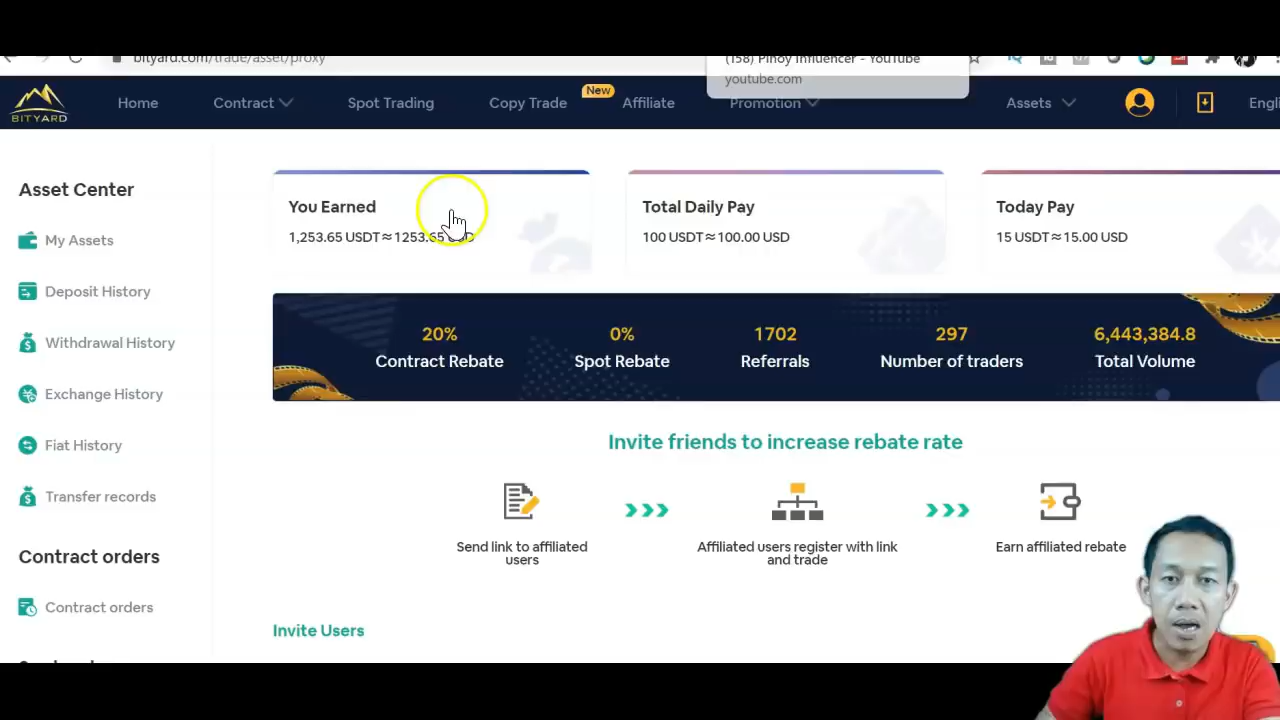 (158) Pinoy Influencer - YouTube
bityard.com/trade/asset/proxy
youtube.com
BITYARD
Home
Contract
Spot Trading
Copy Trade
New
Affiliate
Promotion
Assets
Engli
Asset Center
My Assets
Deposit History
Withdrawal History
Exchange History
Fiat History
Transfer records
Contract orders
Contract orders
You Earned
1,253.65 USDT≈1253.65 USD
Total Daily Pay
100 USDT≈100.00 USD
Today Pay
15 USDT≈15.00 USD
20%
Contract Rebate
0%
Spot Rebate
1702
Referrals
297
Number of traders
6,443,384.8
Total Volume
Invite friends to increase rebate rate
Send link to affiliated
users
Affiliated users register with link
and trade
Earn affiliated rebate
Invite Users